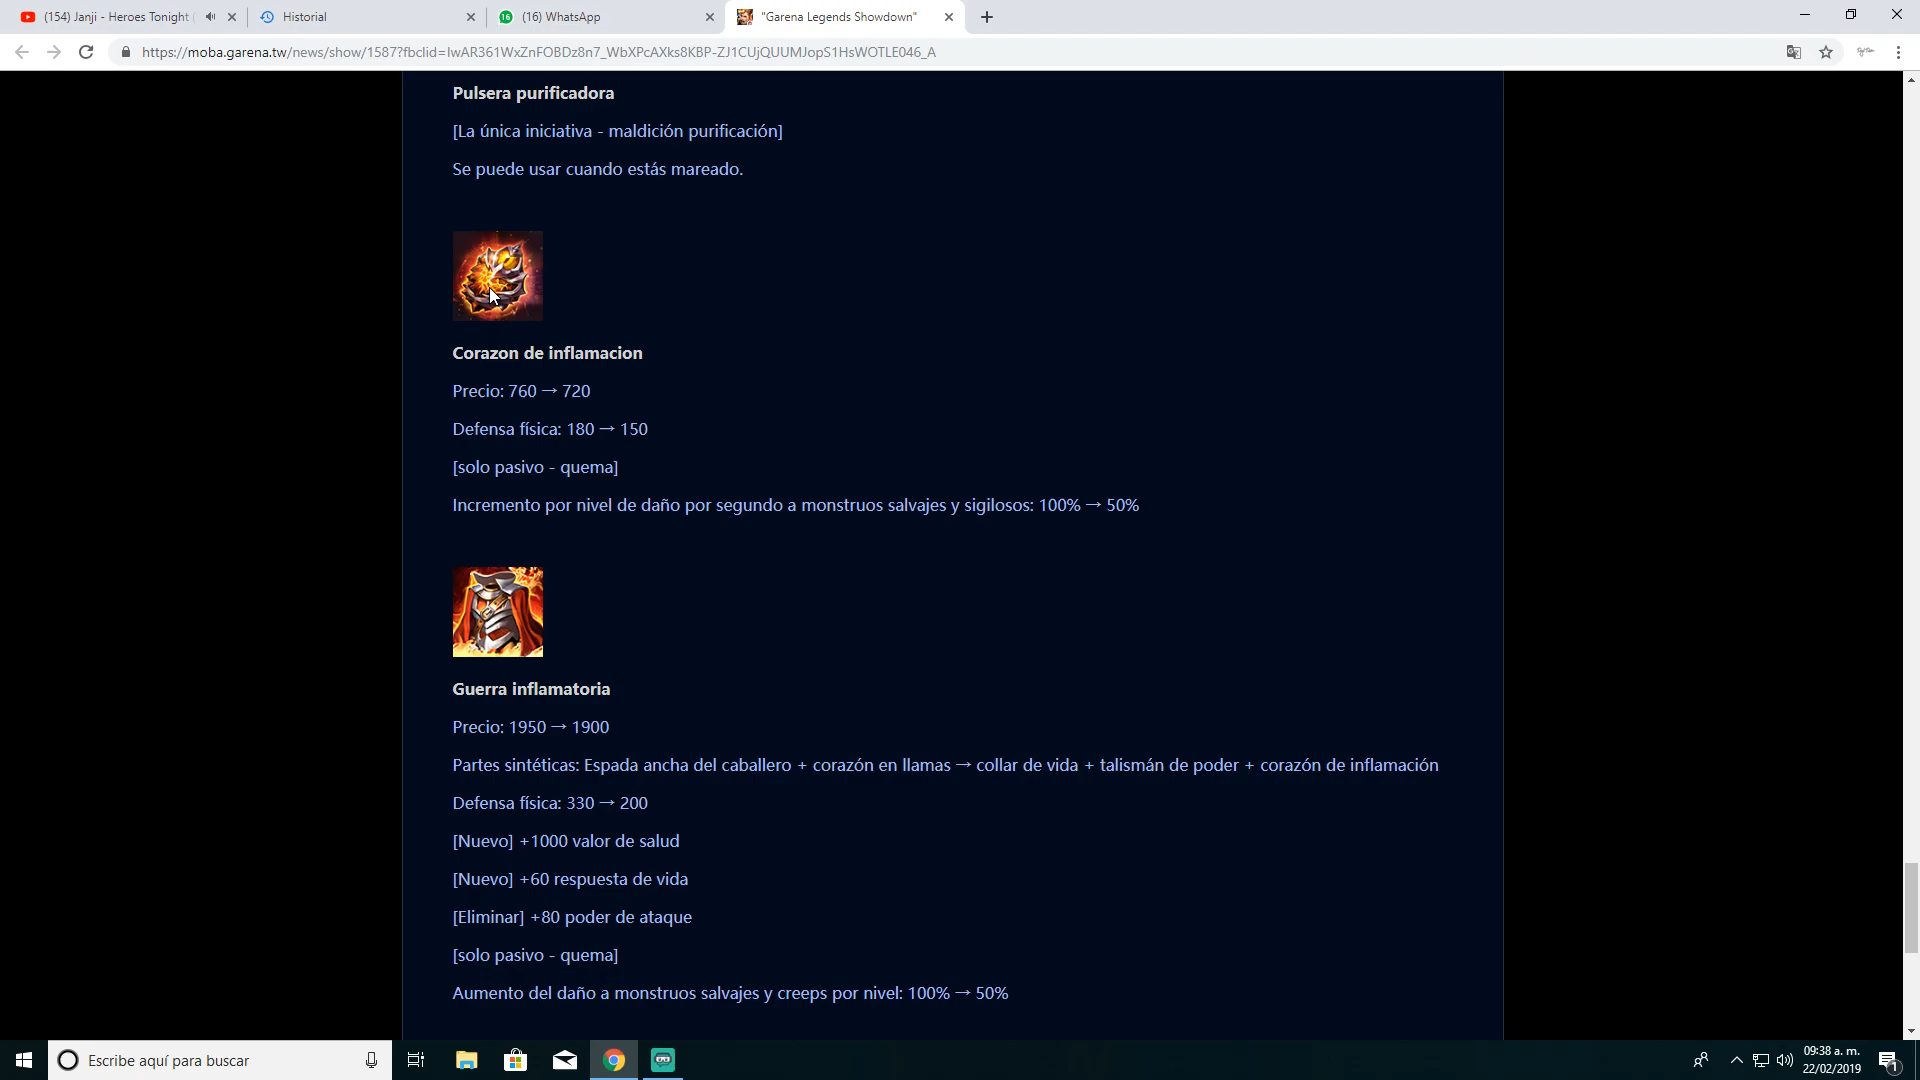 (154) Janji - Heroes Tonight
Historial
16
(16) WhatsApp
"Garena Legends Showdown"
https://moba.garena.tw/news/show/1587?fbclid=IwAR361WxZnFOBDz8n7_WbXPcAXks8KBP-ZJ1CUjQUUMJopS1HsWOTLE046_A
Pulsera purificadora
[La única iniciativa - maldición purificación]
Se puede usar cuando estás mareado.
Corazon de inflamacion
Precio: 760 → 720
Defensa física: 180 → 150
[solo pasivo - quema]
Incremento por nivel de daño por segundo a monstruos salvajes y sigilosos: 100% → 50%
Guerra inflamatoria
Precio: 1950 → 1900
Partes sintéticas: Espada ancha del caballero + corazón en llamas → collar de vida + talismán de poder + corazón de inflamación
Defensa física: 330 → 200
[Nuevo] +1000 valor de salud
[Nuevo] +60 respuesta de vida
[Eliminar] +80 poder de ataque
[solo pasivo - quema]
Aumento del daño a monstruos salvajes y creeps por nivel: 100% → 50%
Escribe aquí para buscar
09:38 a. m.
22/02/2019
1